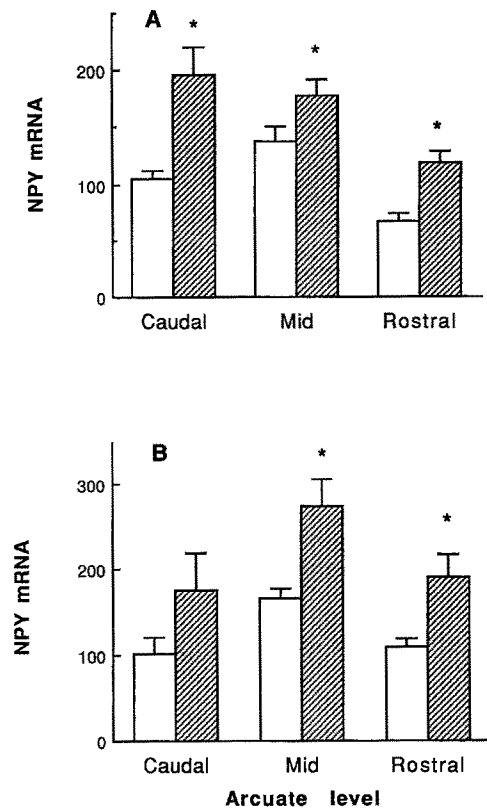 A
*
*
*
200
100
0
NPY mRNA
Caudal Mid Rostral
B
*
*
300
200
100
0
NPY mRNA
Caudal Mid Rostral
Arcuate level